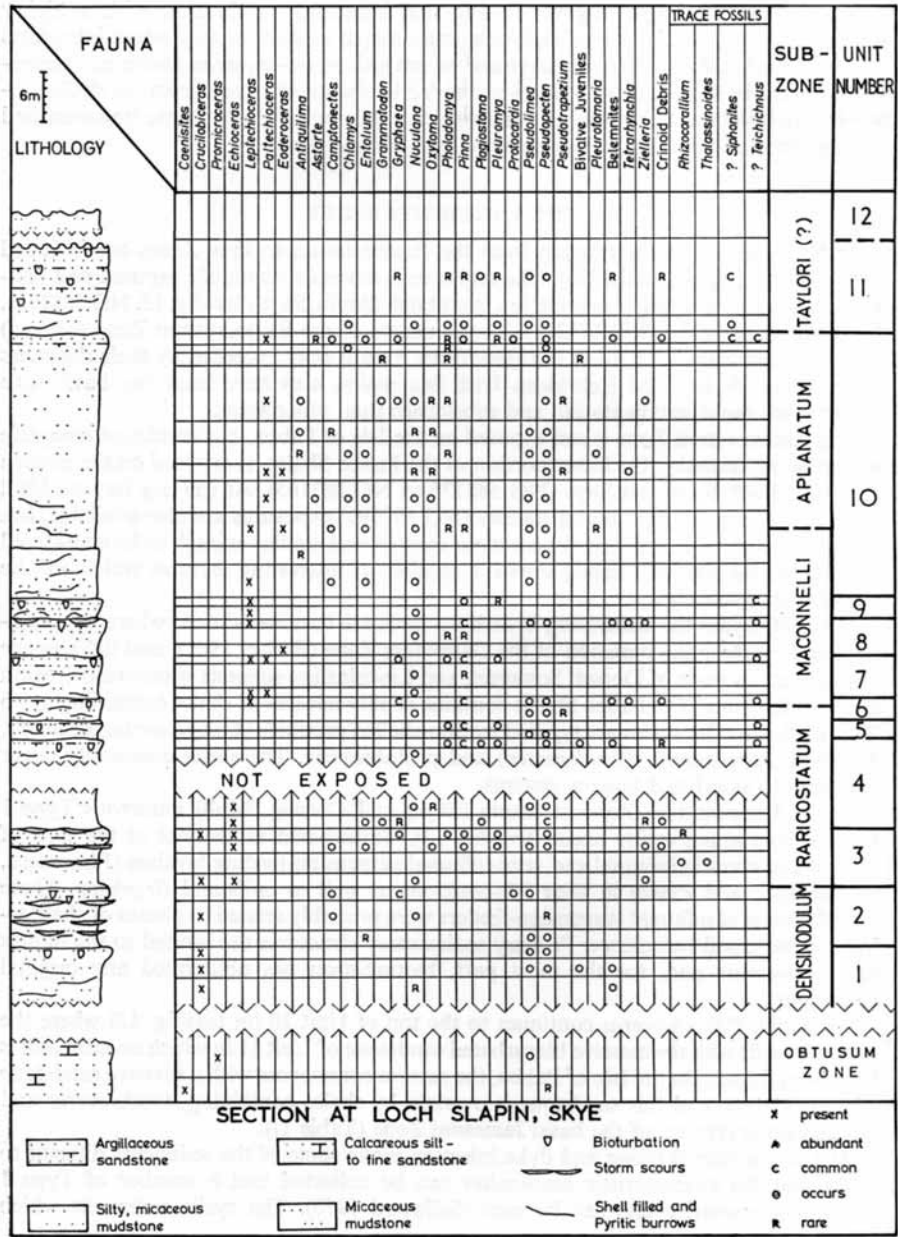 TRACE FOSSILS
FAUNA
6m
LITHOLOGY
Caenisites
Crucilobiceras
Promicroceras
Echioceras
Leptechioceras
Paltechioceras
Eoderoceras
Antiquilima
Astarte
Camptonectes
Chlamys
Entolium
Grammatodon
Gryphaea
Nuculana
Oxytoma
Pholadomya
Pinna
Plagiostoma
Pleuromya
Protocardia
Pseudolimea
Pseudopecten
Pseudotrapezium
Bivalve Juveniles
Pleurotomaria
Belemnites
Tetrarhynchia
Zielleria
Crinoid Debris
Rhizocorallium
Thalassinoides
? Siphonites
? Teichichnus
SUB-ZONE
UNIT NUMBER
TAYLORI (?)
APLANATUM
MACONNELLI
RARICOSTATUM
DENSINODULUM
OBTUSUM ZONE
12
11
10
9
8
7
6
5
4
3
2
1
NOT EXPOSED
SECTION AT LOCH SLAPIN, SKYE
Argillaceous sandstone
Calcareous silt- to fine sandstone
Bioturbation
Storm scours
Silty, micaceous mudstone
Micaceous mudstone
Shell filled and Pyritic burrows
x present
▲ abundant
c common
o occurs
R rare